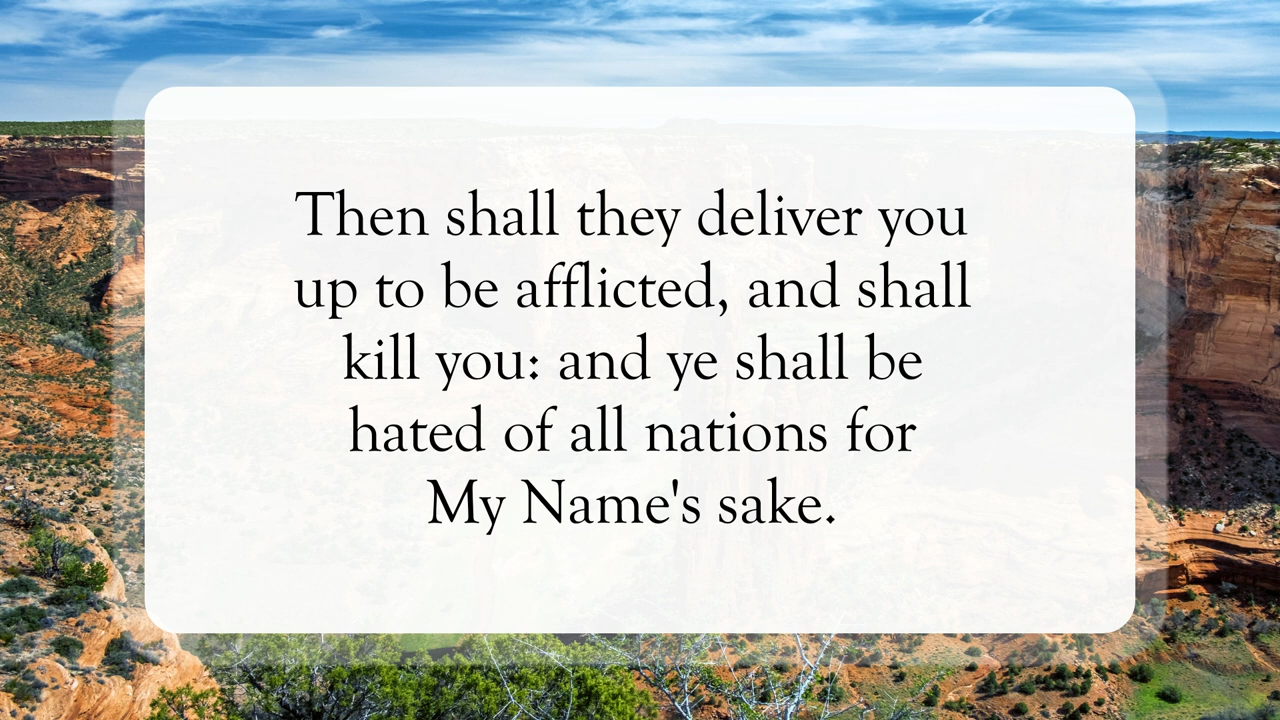 Then shall they deliver you
up to be afflicted, and shall
kill you: and ye shall be
hated of all nations for
My Name's sake.